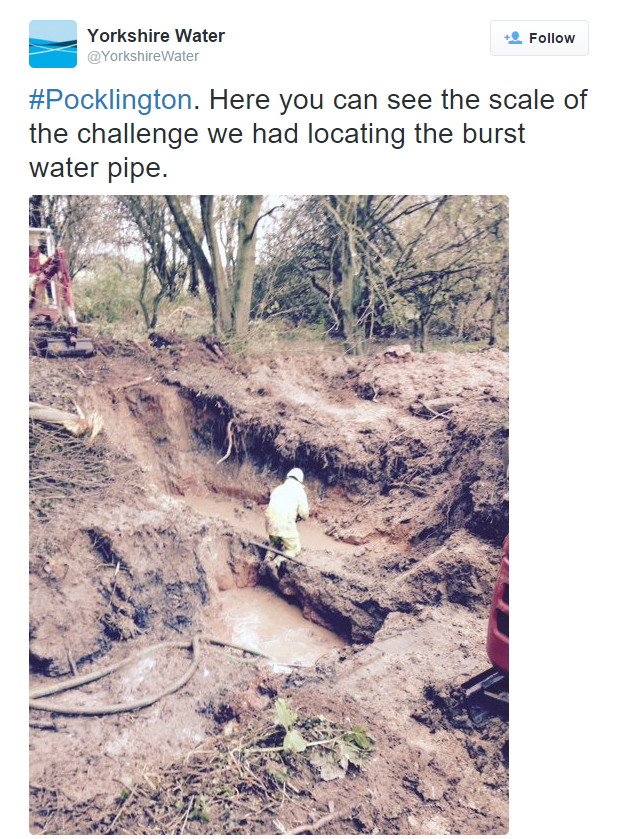 Yorkshire Water
@YorkshireWater
Follow
#Pocklington. Here you can see the scale of
the challenge we had locating the burst
water pipe.